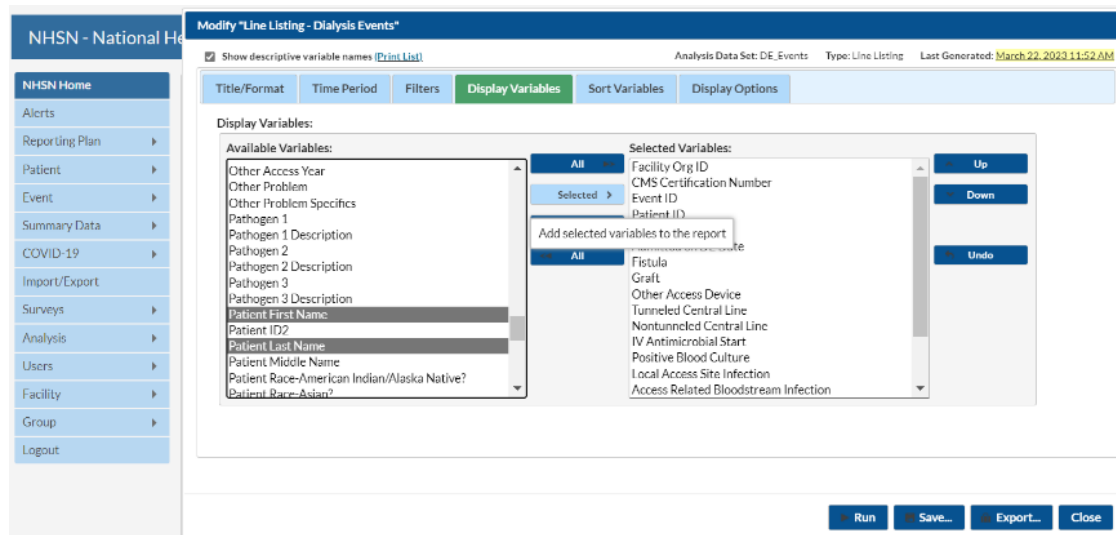 NHSN - National He
NHSN Home
Alerts
Reporting Plan
Patient
Event
Summary Data
COVID-19
Import/Export
Surveys
Analysis
Users
Facility
Group
Logout
Modify "Line Listing - Dialysis Events"
Show descriptive variable names (Print List)
Analysis Data Set: DE_Events Type: Line Listing Last Generated: March 22, 2023 11:52 AM
Title/Format Time Period Filters Display Variables Sort Variables Display Options
Display Variables:
Available Variables:
Other Access Year
Other Problem
Other Problem Specifics
Pathogen 1
Pathogen 1 Description
Pathogen 2
Pathogen 2 Description
Pathogen 3
Pathogen 3 Description
Patient First Name
Patient ID2
Patient Last Name
Patient Middle Name
Patient Race-American Indian/Alaska Native?
Patient Race-Asian?
All
Selected >
Add selected variables to the report
All
Selected Variables:
Facility Org ID
CMS Certification Number
Event ID
Patient ID
Fistula
Graft
Other Access Device
Tunneled Central Line
Nontunneled Central Line
IV Antimicrobial Start
Positive Blood Culture
Local Access Site Infection
Access Related Bloodstream Infection
Up
Down
Undo
Run Save... Export... Close